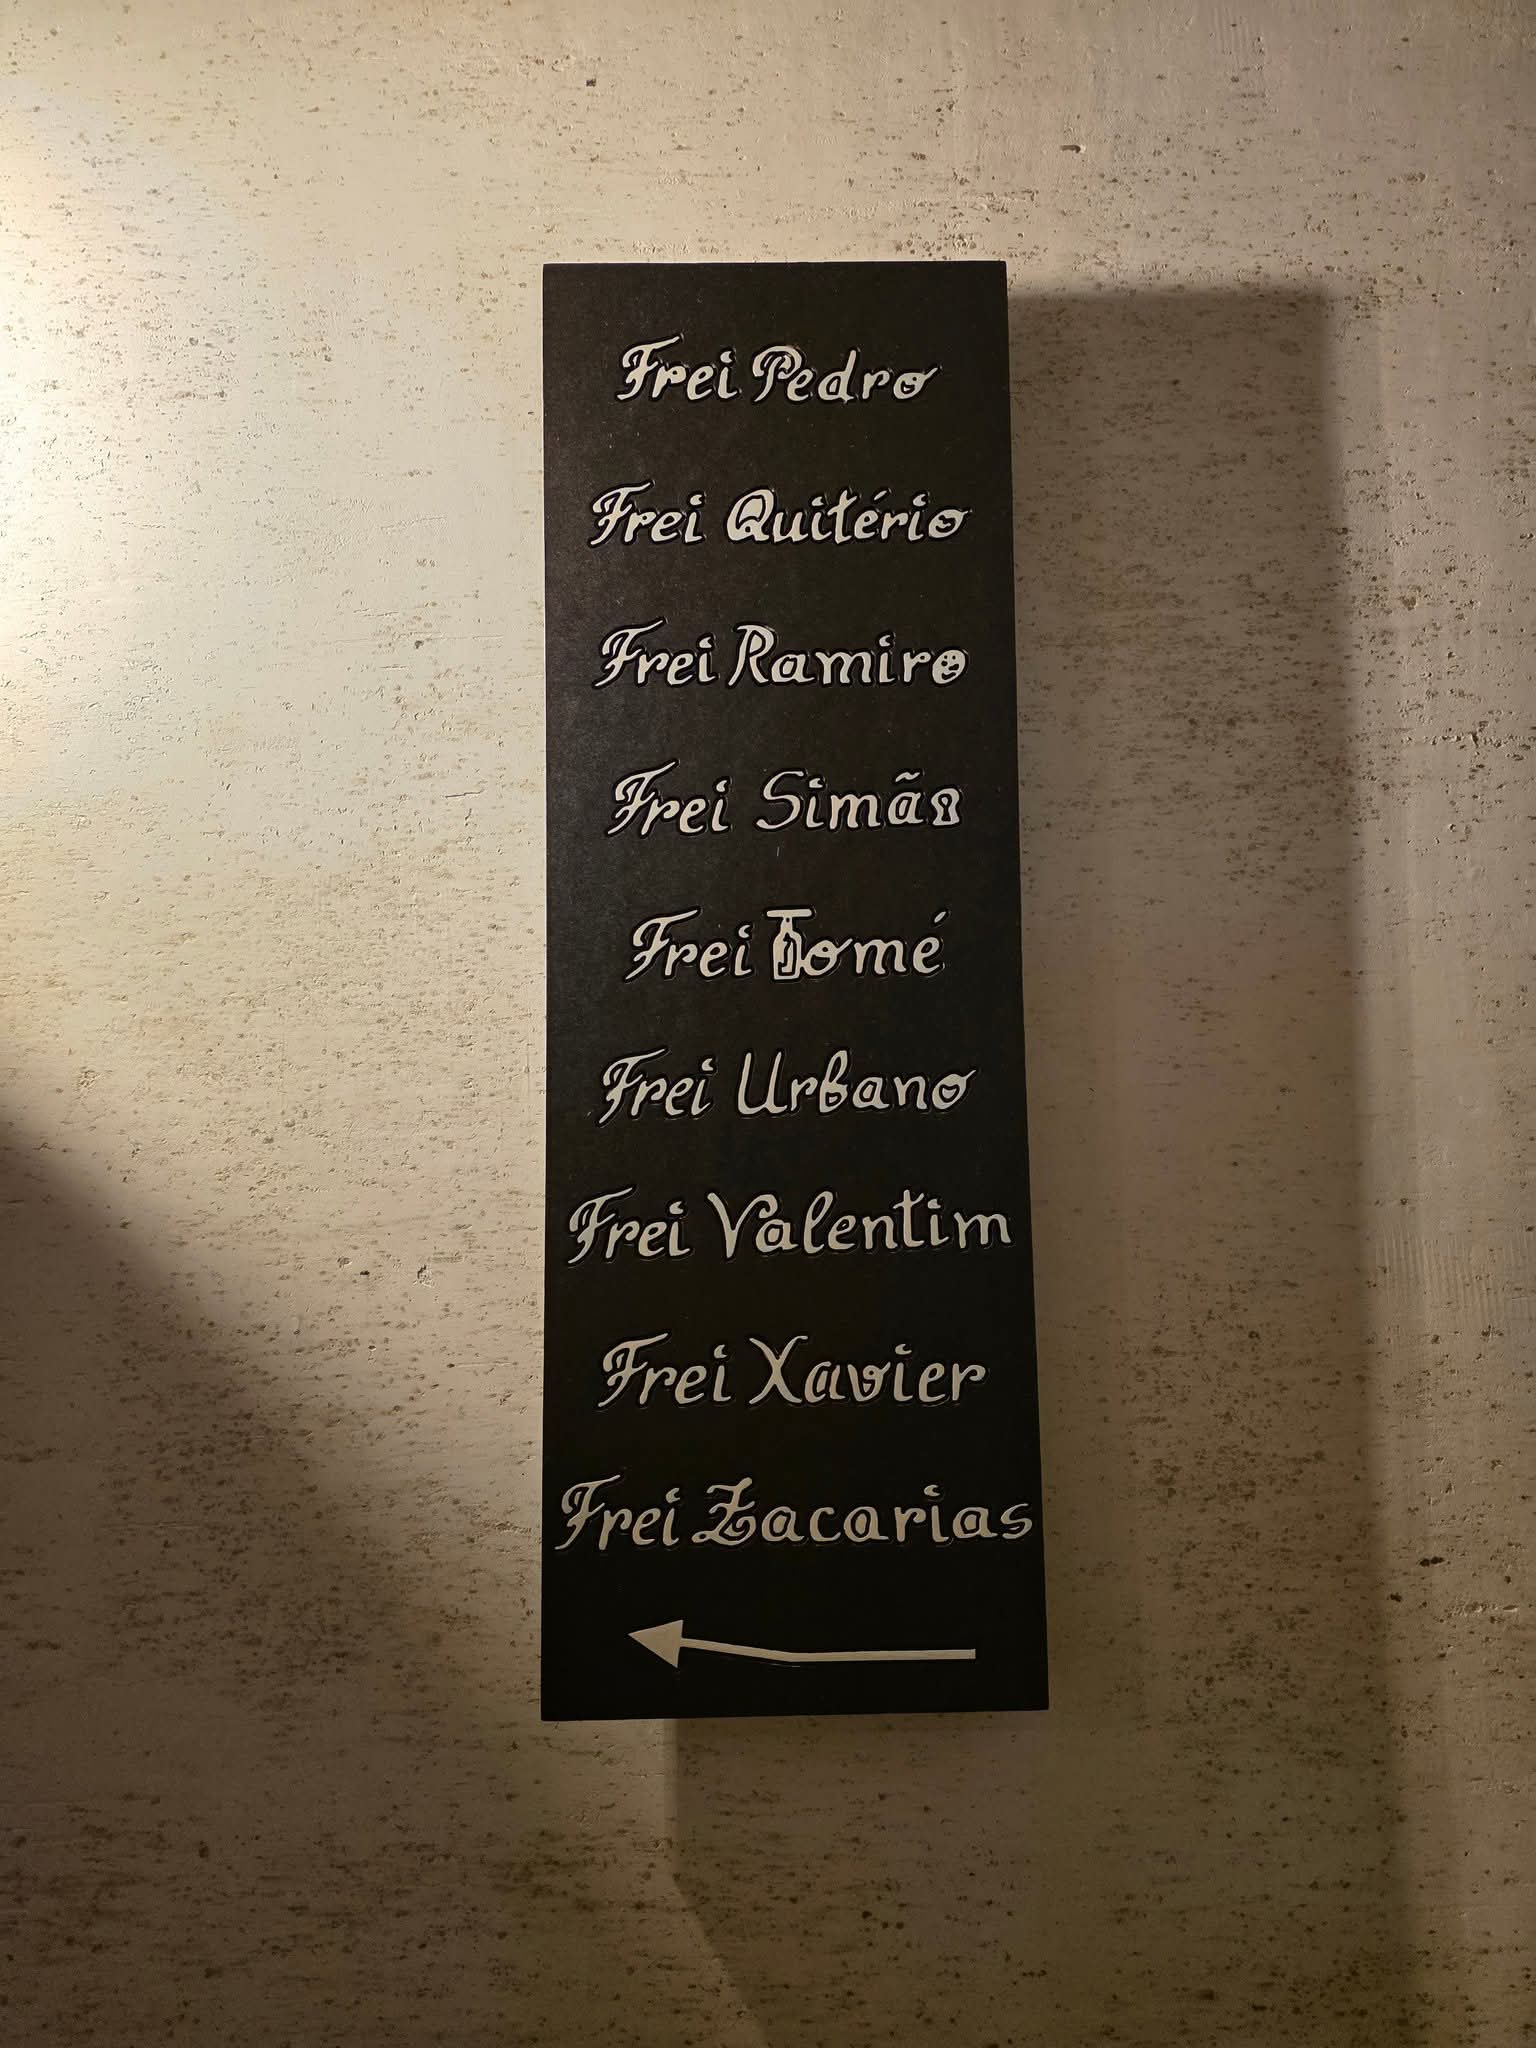 Frei Pedro
Frei Quitério
Frei Ramiro
Frei Simão
Frei Tomé
Frei Urbano
Frei Valentim
Frei Xavier
Frei Zacarias